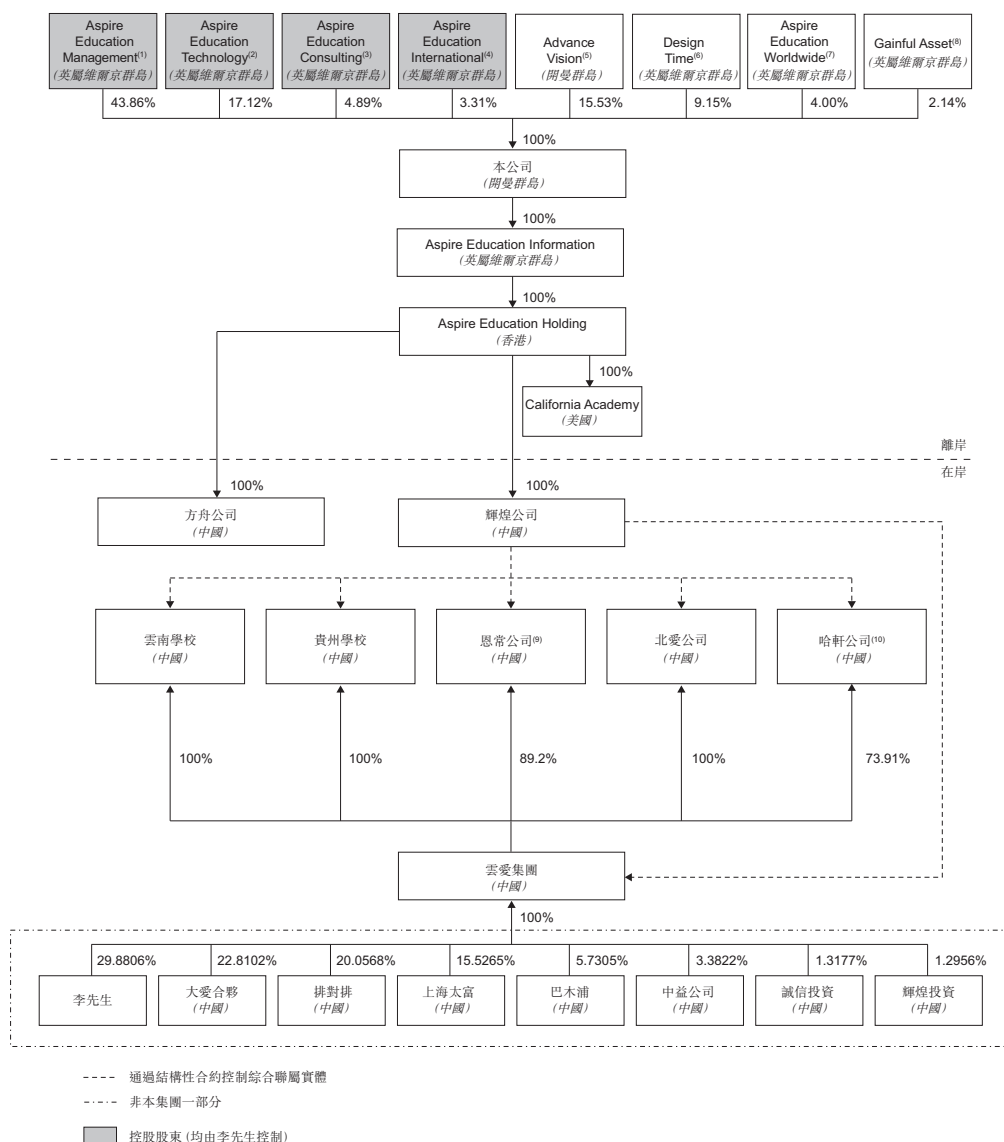 Aspire
Education
Management(1)
(英屬維爾京群島)
Aspire
Education
Technology(2)
(英屬維爾京群島)
Aspire
Education
Consulting(3)
(英屬維爾京群島)
Aspire
Education
International(4)
(英屬維爾京群島)
Advance
Vision(5)
(開曼群島)
Design
Time(6)
(英屬維爾京群島)
Aspire
Education
Worldwide(7)
(英屬維爾京群島)
Gainful Asset(8)
(英屬維爾京群島)
43.86%
17.12%
4.89%
3.31%
15.53%
9.15%
4.00%
2.14%
100%
本公司
(開曼群島)
100%
Aspire Education Information
(英屬維爾京群島)
100%
Aspire Education Holding
(香港)
100%
California Academy
(美國)
離岸
在岸
100%
100%
方舟公司
(中國)
輝煌公司
(中國)
雲南學校
(中國)
貴州學校
(中國)
恩常公司(9)
(中國)
北愛公司
(中國)
哈軒公司(10)
(中國)
100%
100%
89.2%
100%
73.91%
雲愛集團
(中國)
100%
29.8806%
22.8102%
20.0568%
15.5265%
5.7305%
3.3822%
1.3177%
1.2956%
李先生
大愛合夥
(中國)
排對排
(中國)
上海太富
(中國)
巴木浦
(中國)
中益公司
(中國)
誠信投資
(中國)
輝煌投資
(中國)
通過結構性合約控制綜合聯屬實體
非本集團一部分
控股股東 (均由李先生控制)